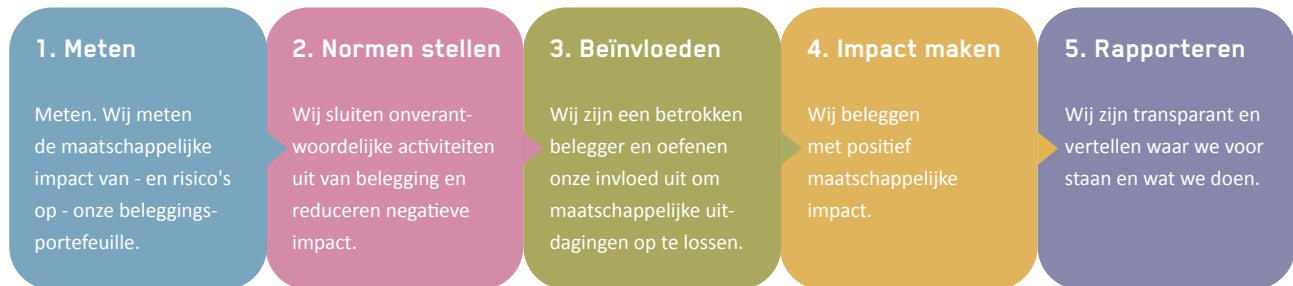 1. Meten
Meten. Wij meten
de maatschappelijke
impact van - en risico's
op - onze beleggings-
portefeuille.
2. Normen stellen
Wij sluiten onverant-
woordelijke activiteiten
uit van belegging en
reduceren negatieve
impact.
3. Beïnvloeden
Wij zijn een betrokken
belegger en oefenen
onze invloed uit om
maatschappelijke uit-
dagingen op te lossen.
4. Impact maken
Wij beleggen
met positief
maatschappelijke
impact.
5. Rapporteren
Wij zijn transparant en
vertellen waar we voor
staan en wat we doen.